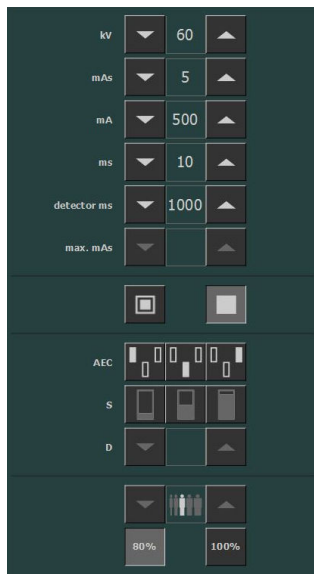 kV 60
mAs 5
mA 500
ms 10
detector ms 1000
max. mAs
AEC
S
D
80% 100%